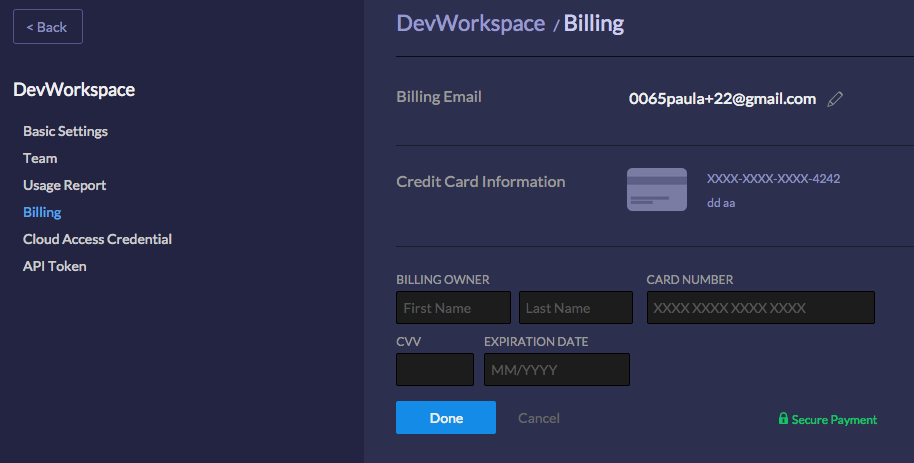 < Back
DevWorkspace
Basic Settings
Team
Usage Report
Billing
Cloud Access Credential
API Token
DevWorkspace / Billing
Billing Email
0065paula+22@gmail.com
Credit Card Information
XXXX-XXXX-XXXX-4242
dd aa
BILLING OWNER
CARD NUMBER
First Name
Last Name
XXXX XXXX XXXX XXXX
CVV
EXPIRATION DATE
MM/YYYY
Done
Cancel
Secure Payment